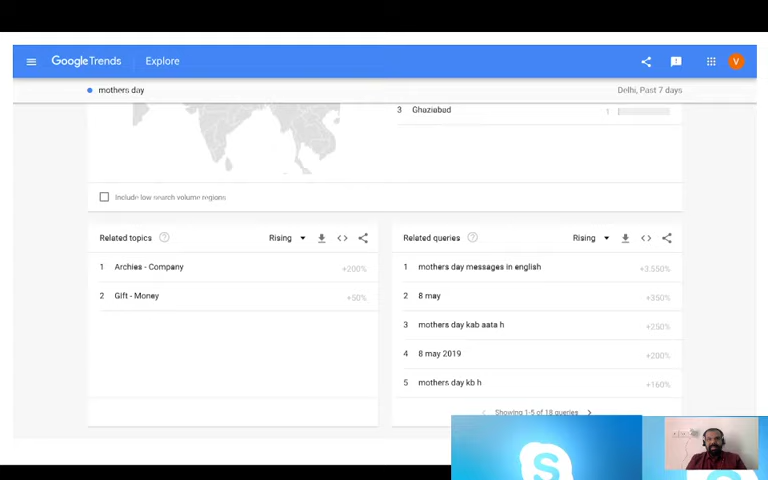 Google Trends Explore V
mothers day Delhi, Past 7 days
3 Ghaziabad 1
Include low search volume regions
Related topics ? Rising
1 Archies - Company +200%
2 Gift - Money +50%
Related queries ? Rising
1 mothers day messages in english +3,550%
2 8 may +350%
3 mothers day kab aata h +250%
4 8 may 2019 +200%
5 mothers day kb h +160%
Showing 1-5 of 18 queries
S